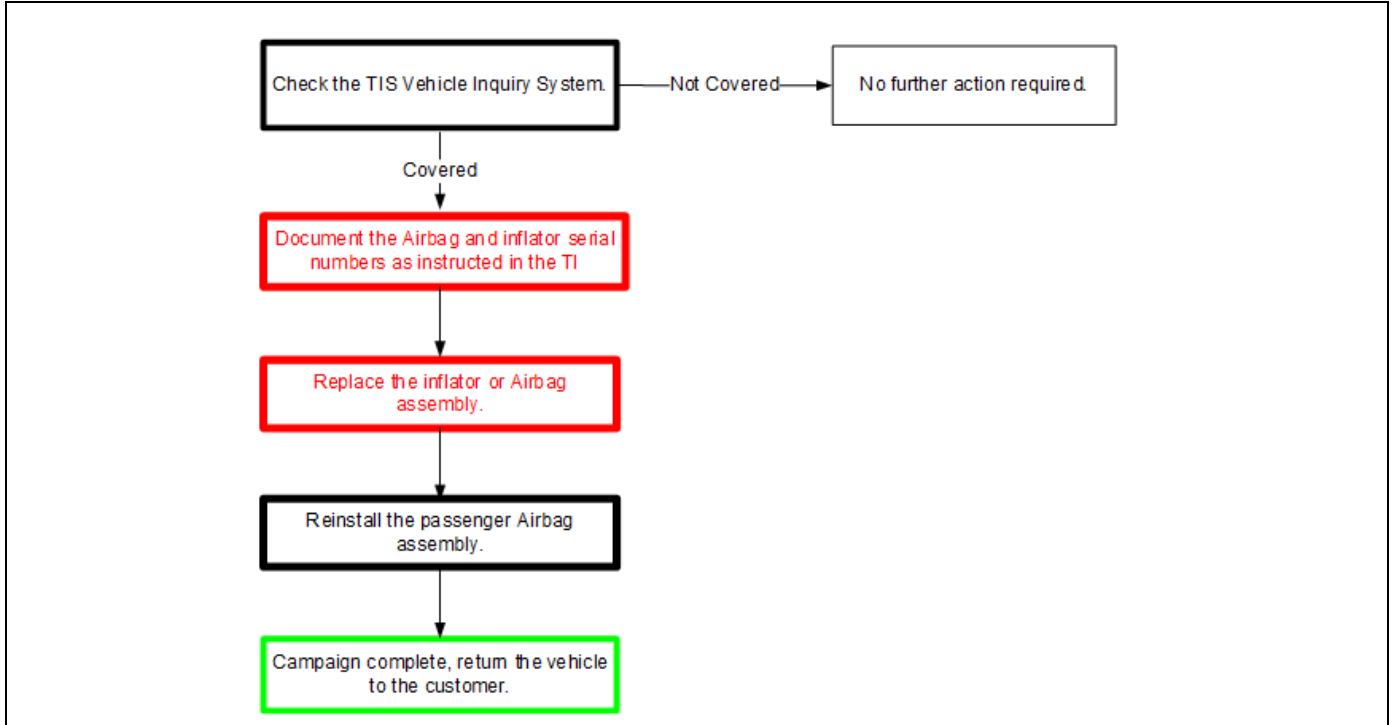 Check the TIS Vehicle Inquiry System.
Not Covered
No further action required.
Covered
Document the Airbag and inflator serial
numbers as instructed in the TI
Replace the inflator or Airbag
assembly.
Reinstall the passenger Airbag
assembly.
Campaign complete, return the vehicle
to the customer.